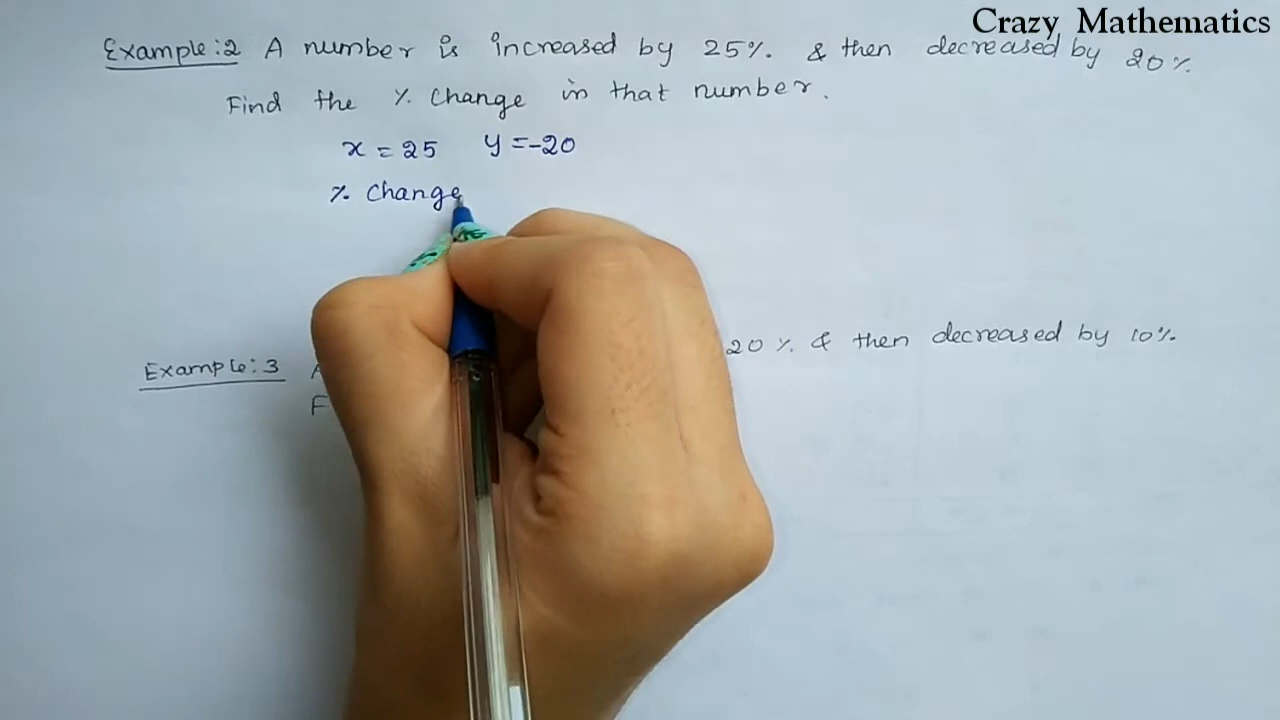 Crazy Mathematics
Example:2 A number is increased by 25% & then decreased by 20%
Find the % Change in that number.
x = 25 y = -20
% Change
Example:3 A 20% & then decreased by 10%
F